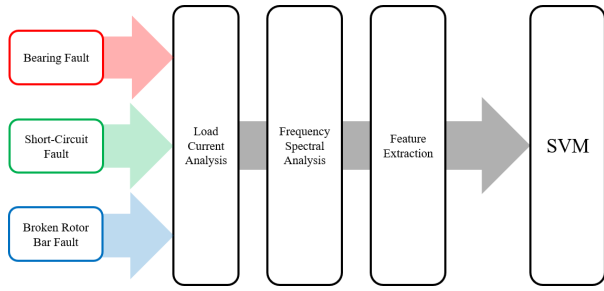 Bearing Fault
Short-Circuit
Fault
Broken Rotor
Bar Fault
Load
Current
Analysis
Frequency
Spectral
Analysis
Feature
Extraction
SVM